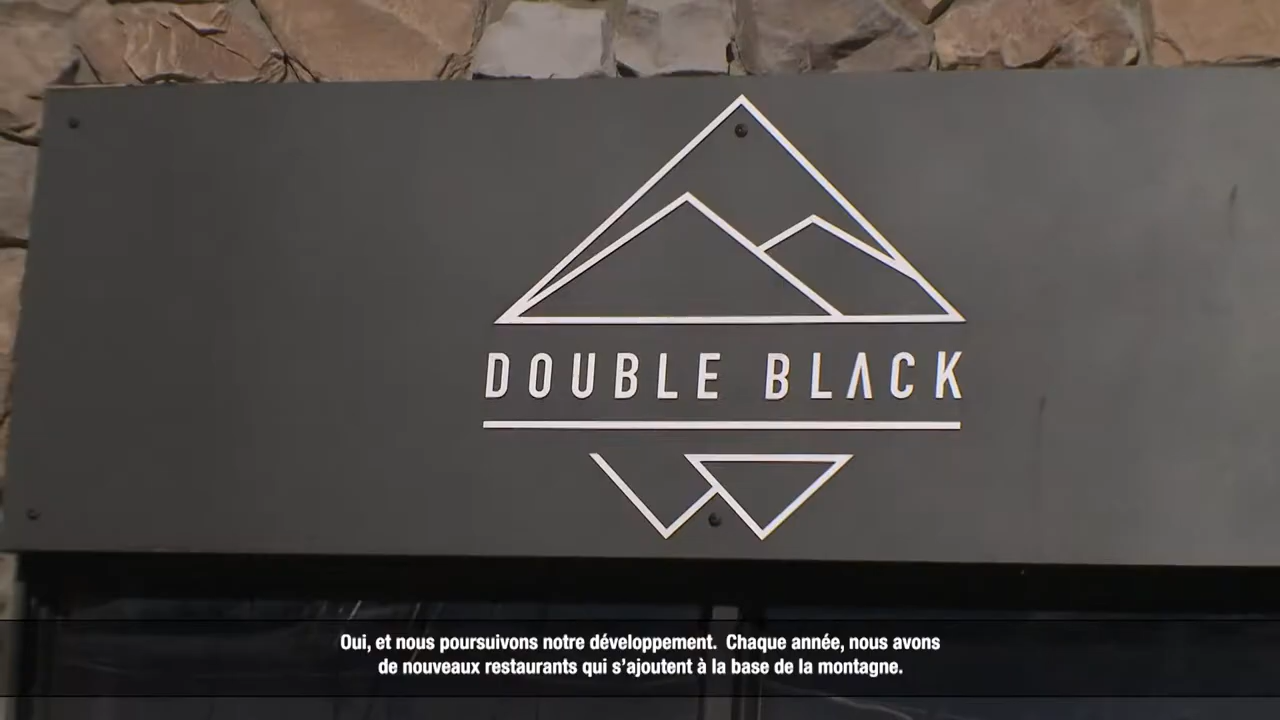 DOUBLE BLACK
Oui, et nous poursuivons notre développement. Chaque année, nous avons
de nouveaux restaurants qui s’ajoutent à la base de la montagne.